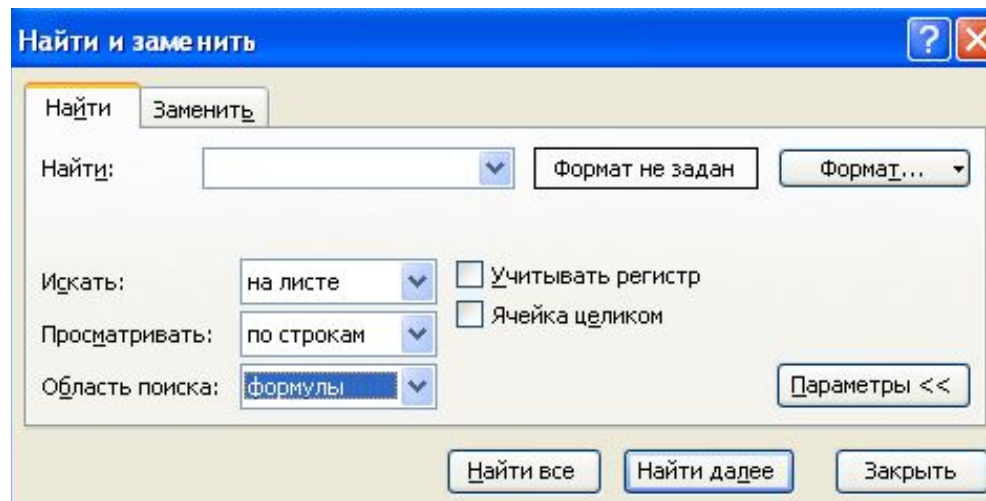 Найти и заменить
Найти
Заменить
Найти:
Формат не задан
Формат...
Искать:
на листе
Учитывать регистр
Ячейка целиком
Просматривать:
по строкам
Область поиска:
формулы
Параметры <<
Найти все
Найти далее
Закрыть